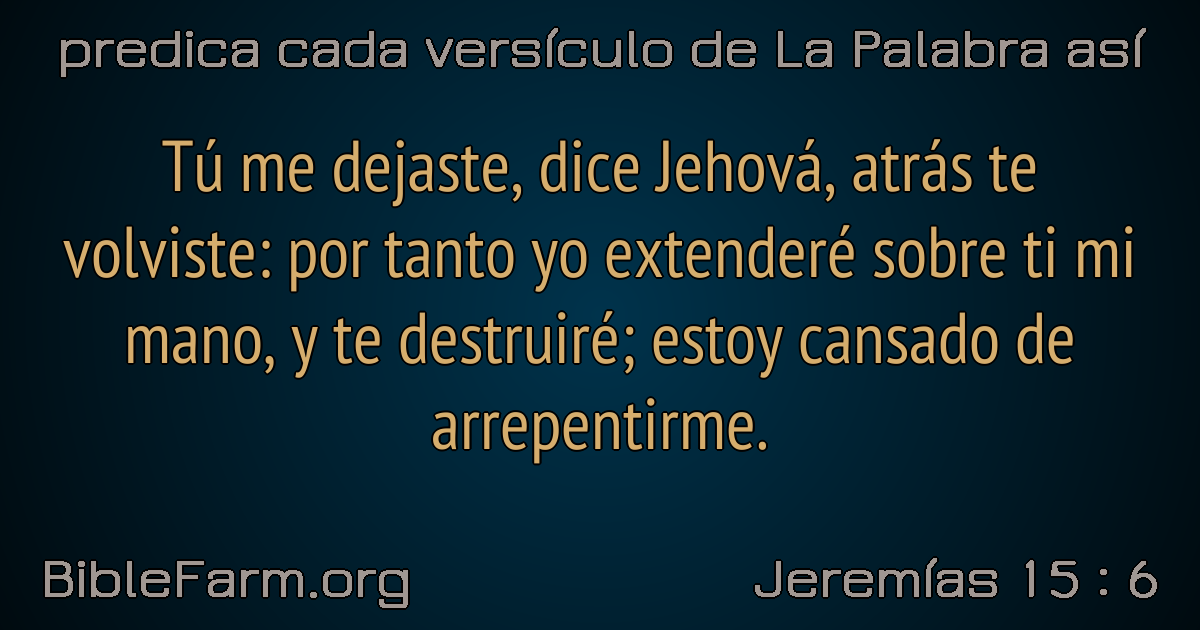 predica cada versículo de La Palabra así
Tú me dejaste, dice Jehová, atrás te
volviste: por tanto yo extenderé sobre ti mi
mano, y te destruiré; estoy cansado de
arrepentirme.
BibleFarm.org
Jeremías 15 : 6